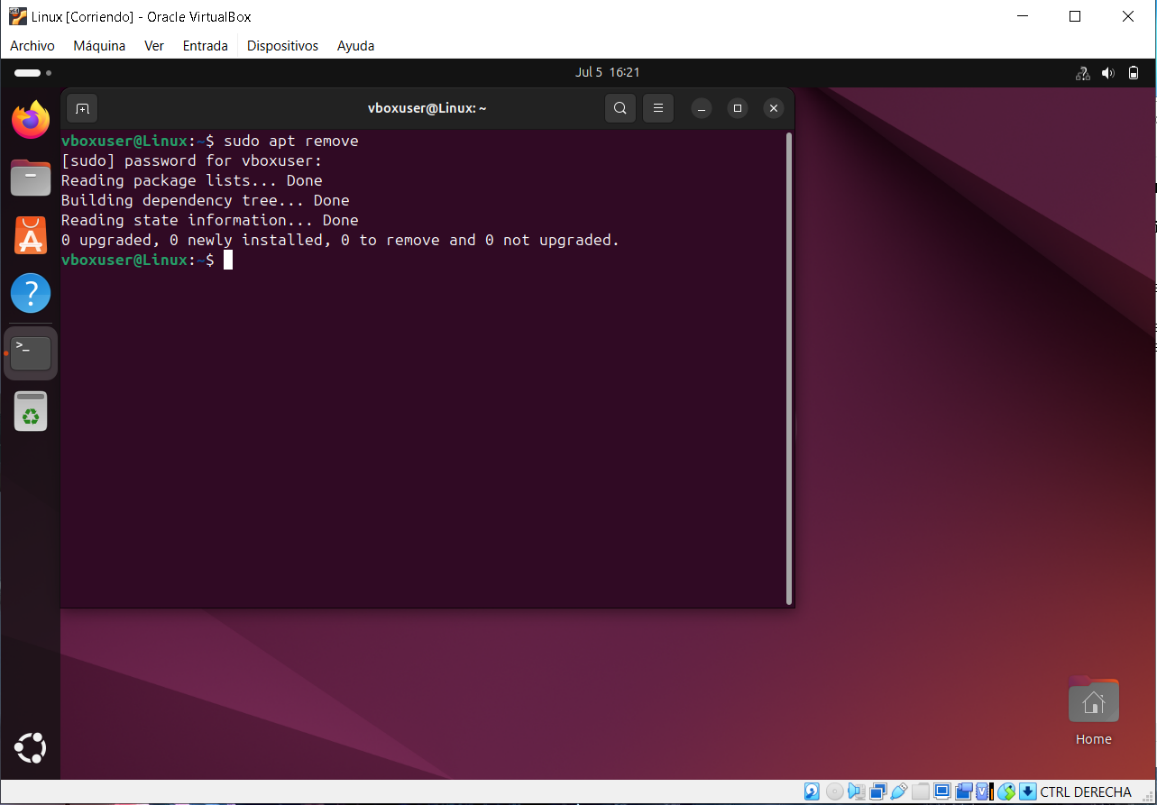 Linux [Corriendo] - Oracle VirtualBox
Archivo Máquina Ver Entrada Dispositivos Ayuda
Jul 5 16:21
vboxuser@Linux: ~
vboxuser@Linux:~$ sudo apt remove
[sudo] password for vboxuser:
Reading package lists... Done
Building dependency tree... Done
Reading state information... Done
0 upgraded, 0 newly installed, 0 to remove and 0 not upgraded.
vboxuser@Linux:~$
Home
CTRL DERECHA